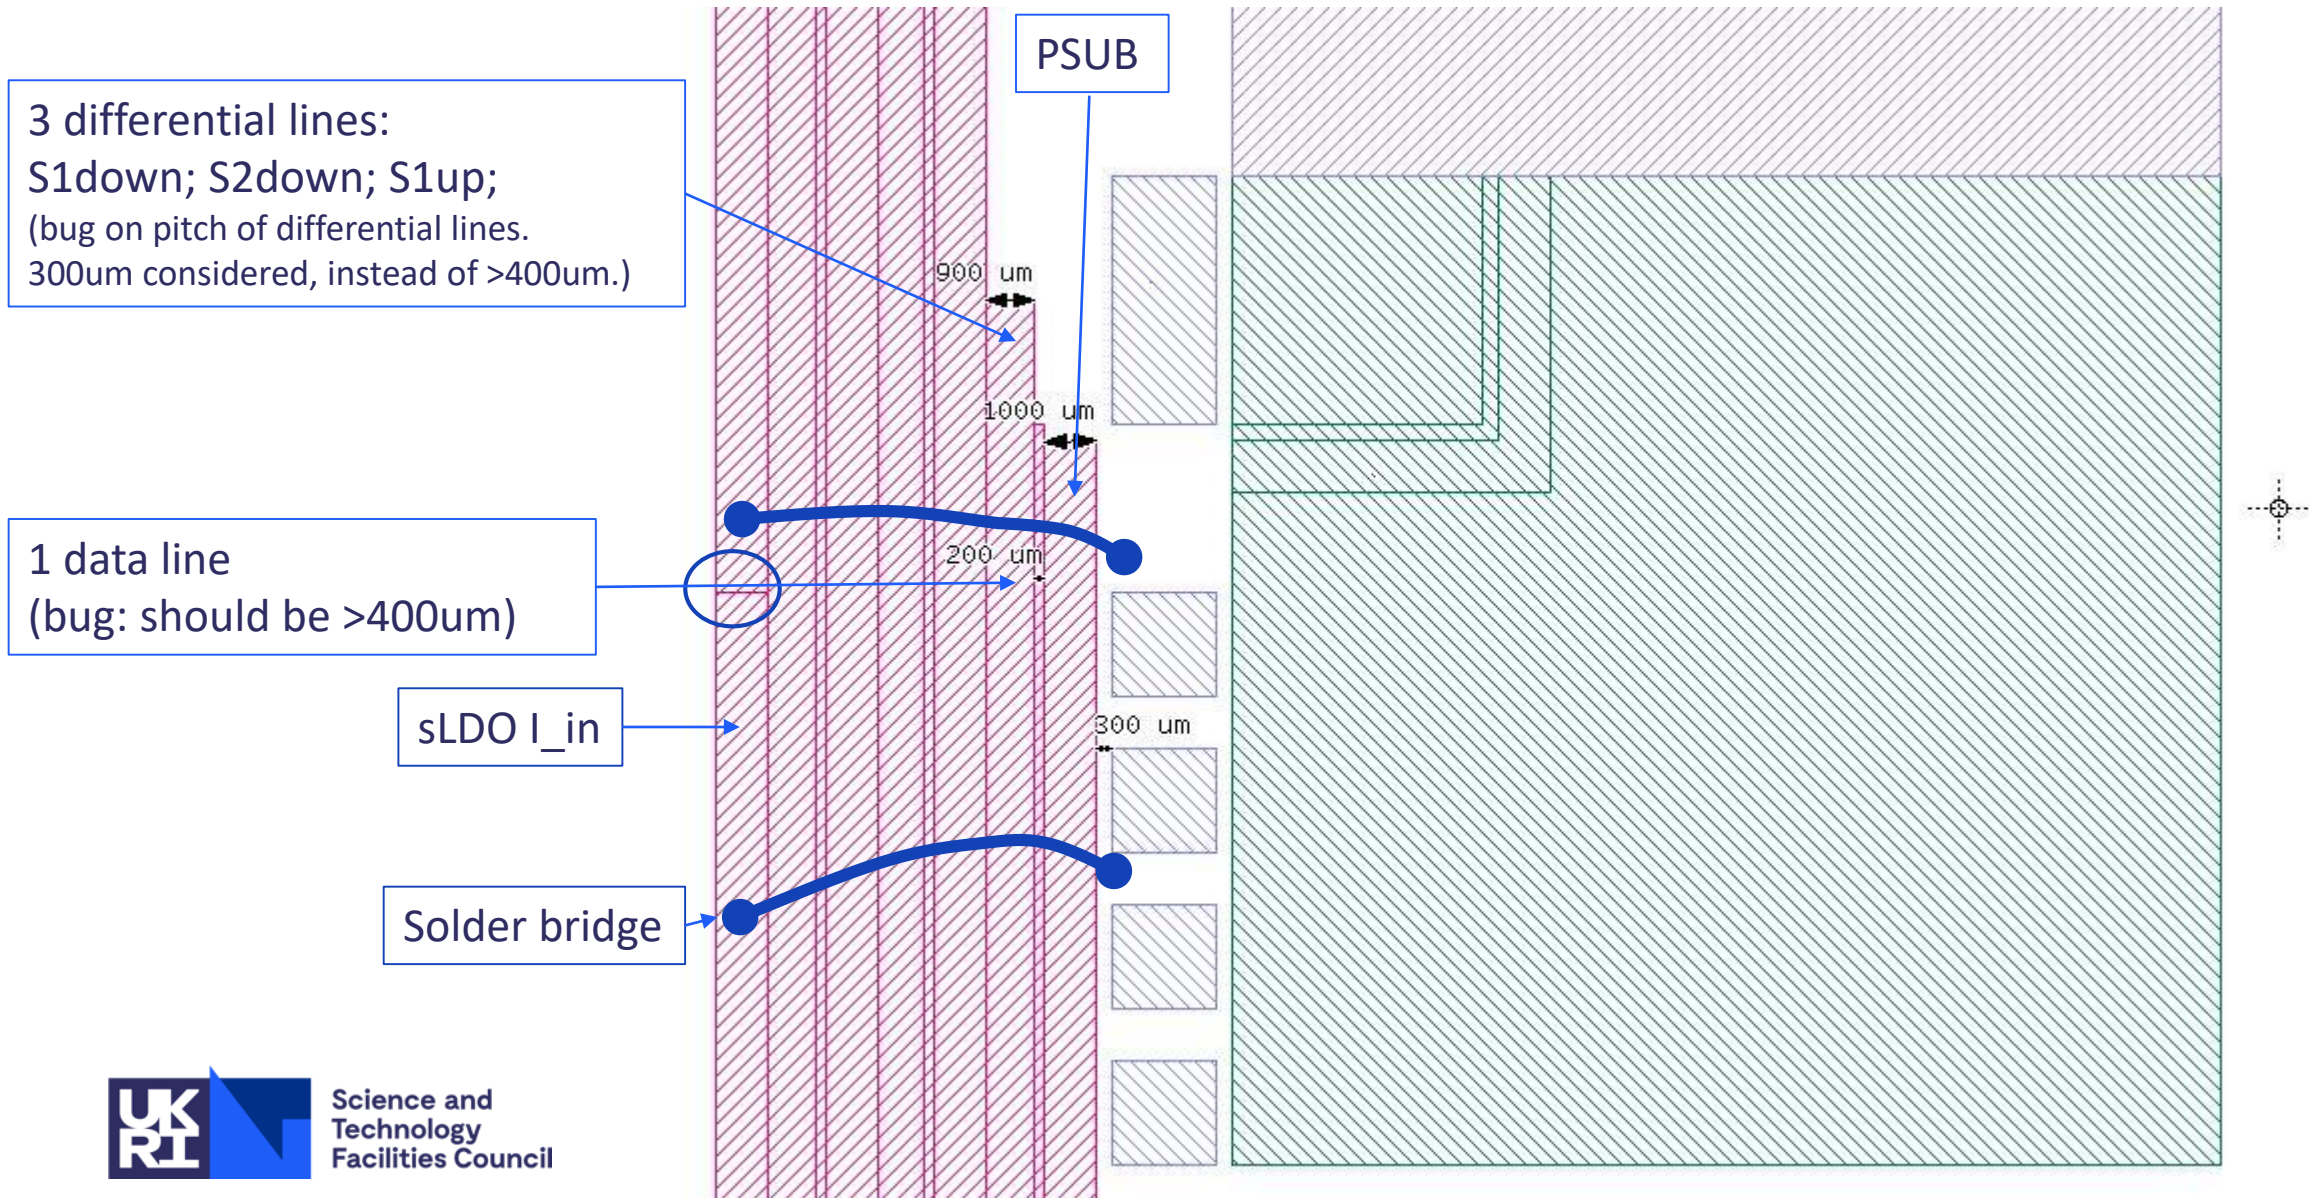 PSUB
3 differential lines:
S1down; S2down; S1up;
(bug on pitch of differential lines.
300um considered, instead of >400um.)
900 um
1000 um
1 data line
(bug: should be >400um)
200 um
sLDO I_in
300 um
Solder bridge
UK
RI
Science and
Technology
Facilities Council